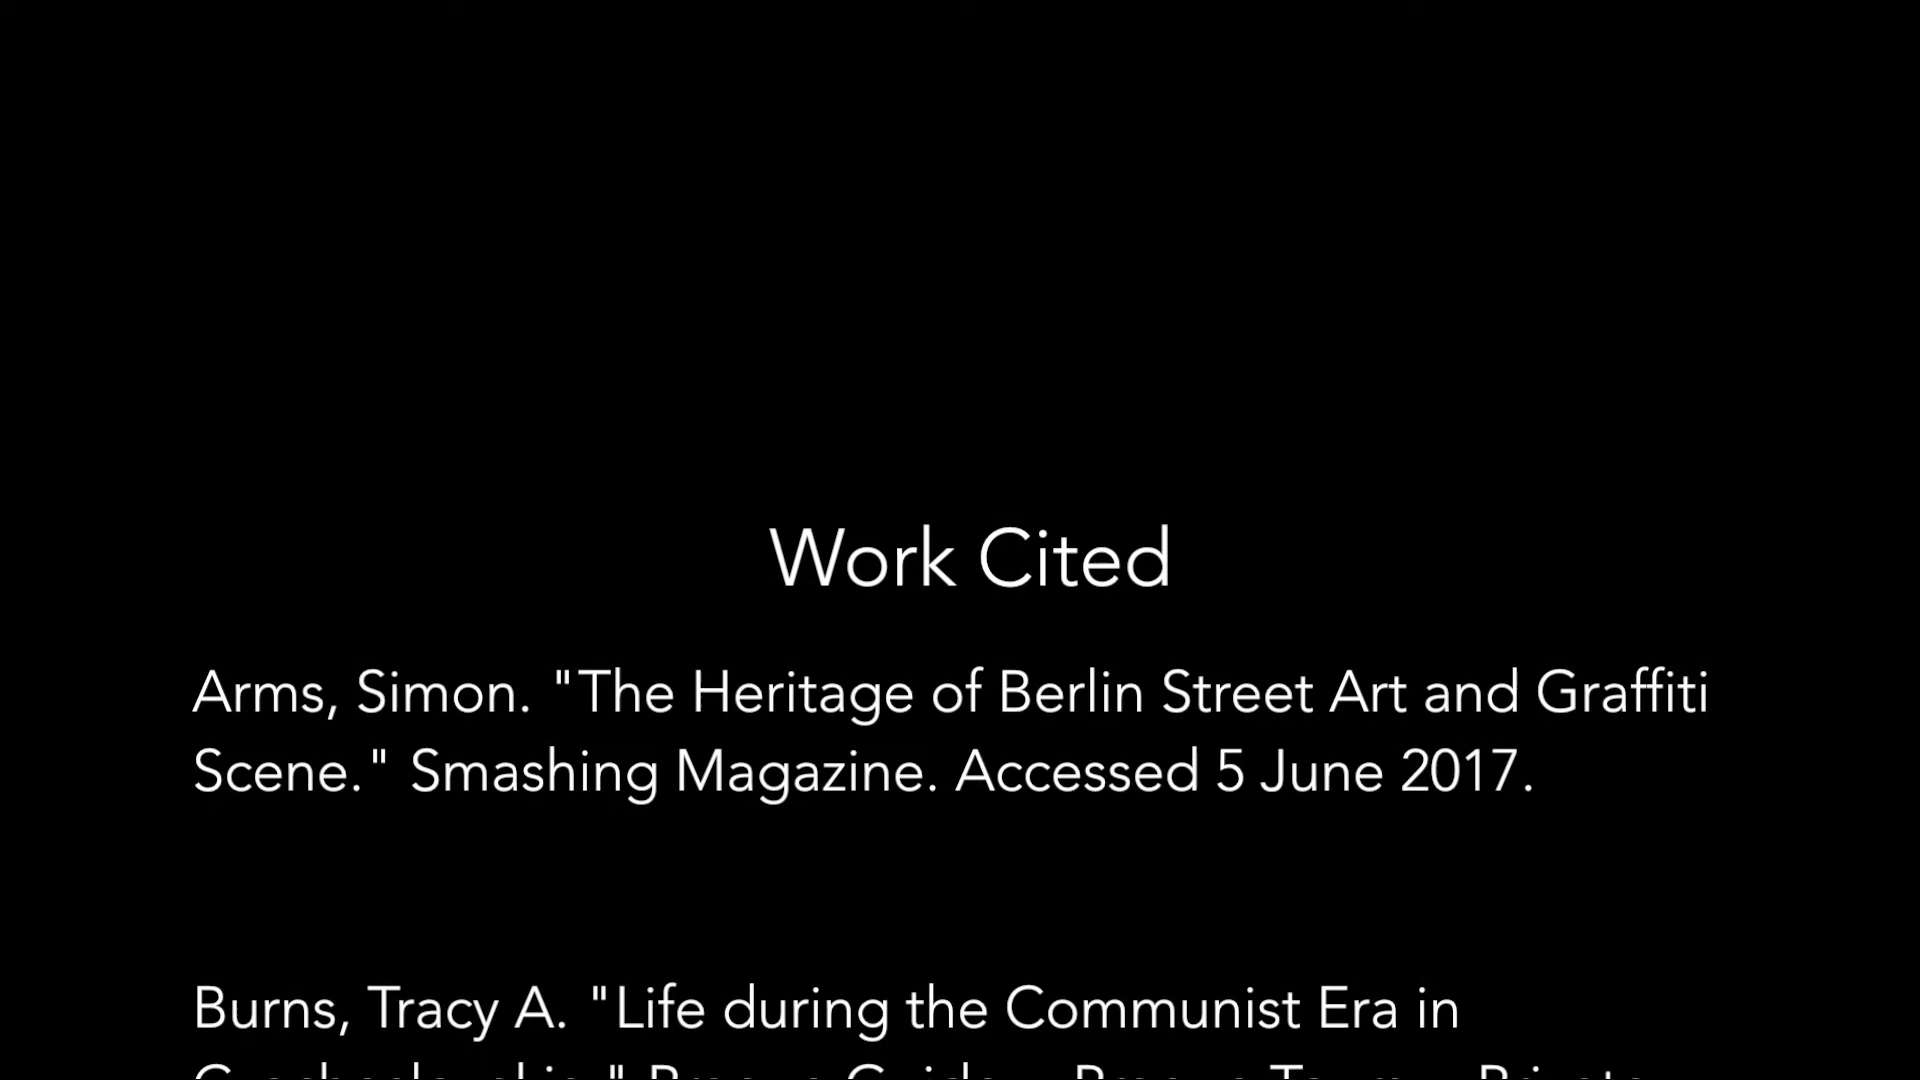 Work Cited
Arms, Simon. "The Heritage of Berlin Street Art and Graffiti
Scene." Smashing Magazine. Accessed 5 June 2017.
Burns, Tracy A. "Life during the Communist Era in